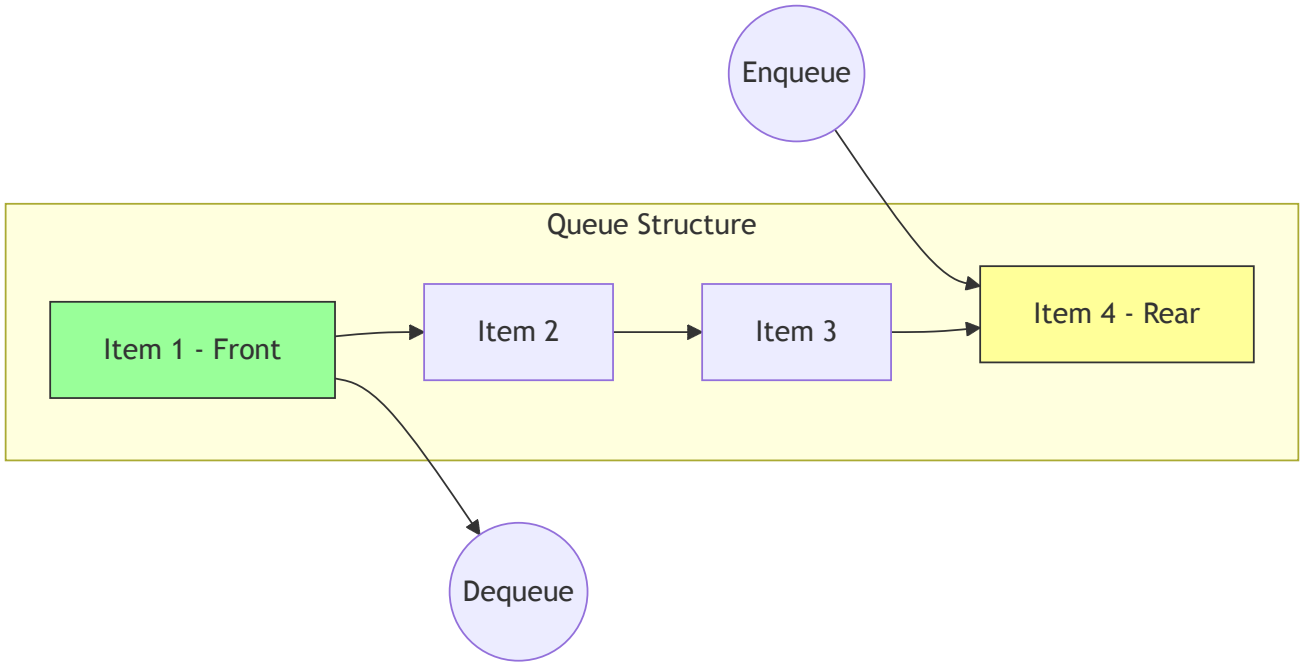 Enqueue
Queue Structure
Item 1 - Front
Item 2
Item 3
Item 4 - Rear
Dequeue